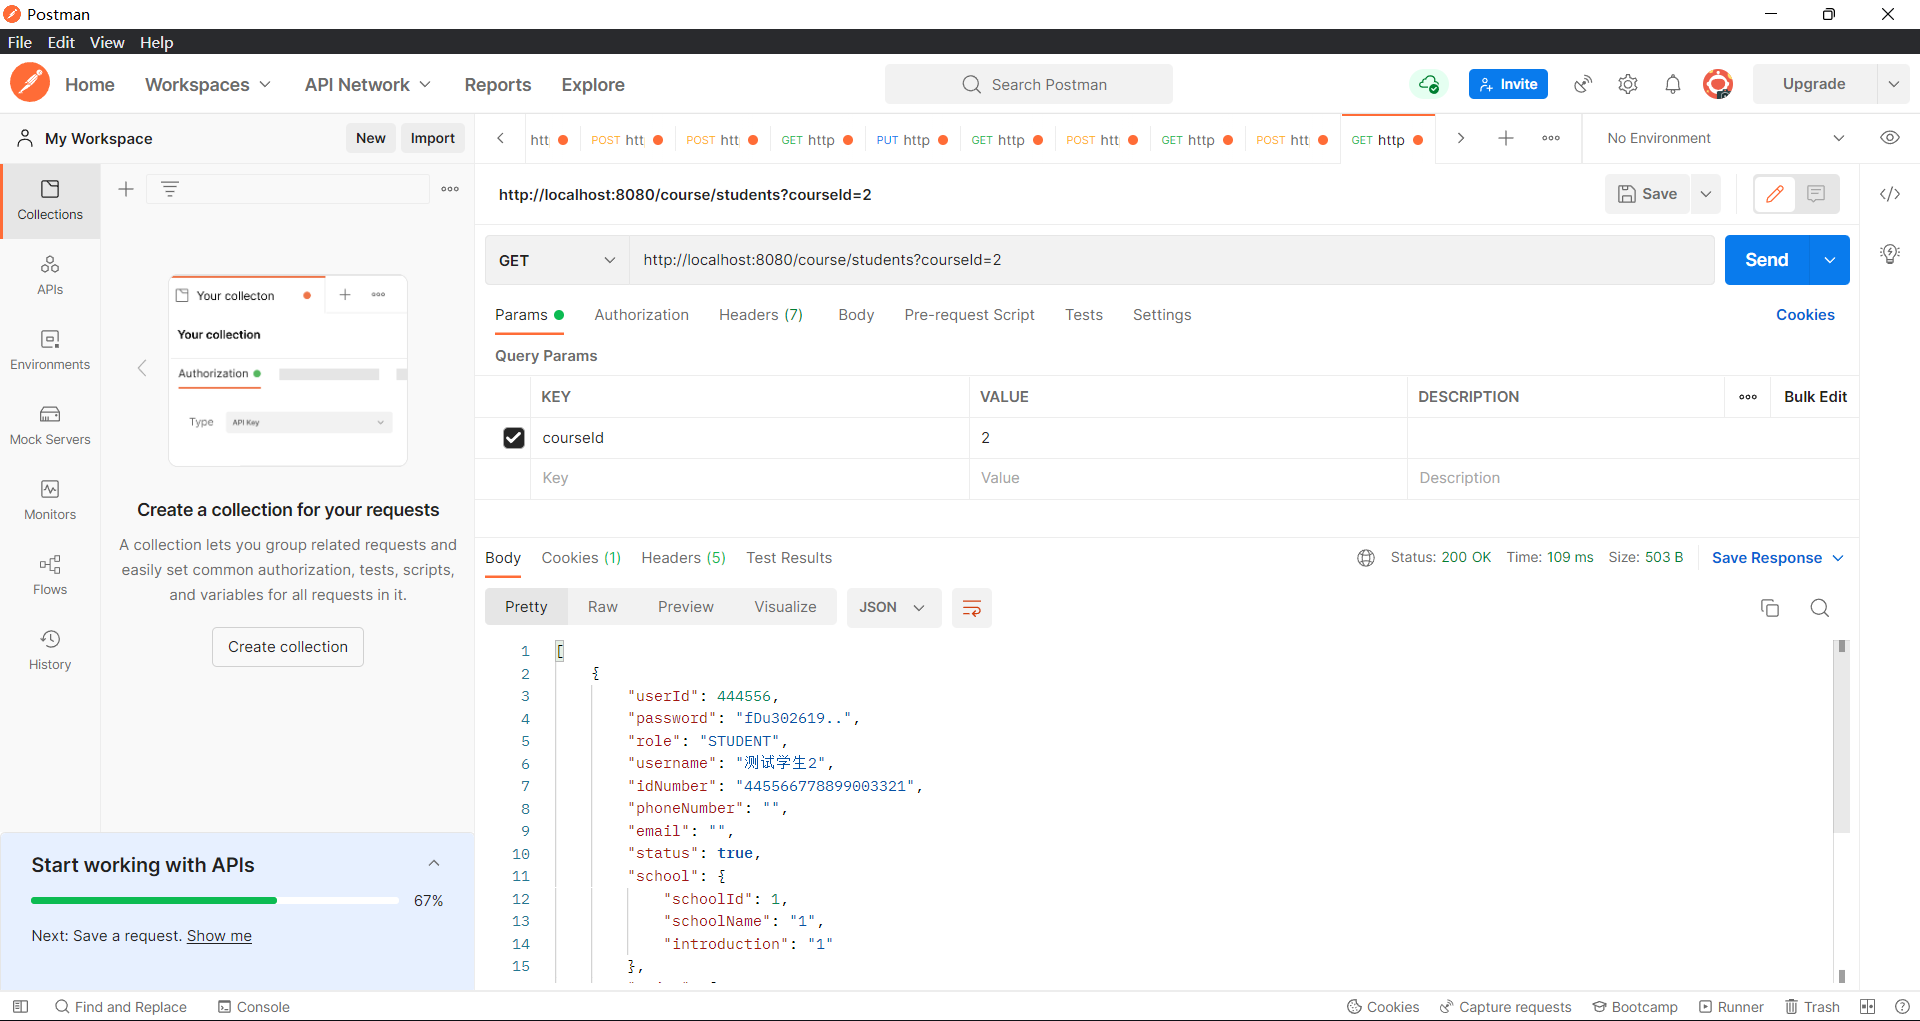 Postman
File Edit View Help
Home Workspaces API Network Reports Explore Search Postman Invite Upgrade
My Workspace New Import
htt POST htt POST htt GET http PUT http GET http POST htt GET http POST htt GET http No Environment
Collections
APIs
Environments
Mock Servers
Monitors
Flows
History
Your collecton
Your collection
Authorization
Type API Key
Create a collection for your requests
A collection lets you group related requests and
easily set common authorization, tests, scripts,
and variables for all requests in it.
Create collection
Start working with APIs
67%
Next: Save a request. Show me
http://localhost:8080/course/students?courseId=2 Save
GET http://localhost:8080/course/students?courseId=2 Send
Params Authorization Headers (7) Body Pre-request Script Tests Settings Cookies
Query Params
KEY VALUE DESCRIPTION Bulk Edit
courseId 2
Key Value Description
Body Cookies (1) Headers (5) Test Results Status: 200 OK Time: 109 ms Size: 503 B Save Response
Pretty Raw Preview Visualize JSON
1 [
2 {
3 "userId": 444556,
4 "password": "fDu302619..",
5 "role": "STUDENT",
6 "username": "测试学生2",
7 "idNumber": "445566778899003321",
8 "phoneNumber": "",
9 "email": "",
10 "status": true,
11 "school": {
12 "schoolId": 1,
13 "schoolName": "1",
14 "introduction": "1"
15 },
Find and Replace Console Cookies Capture requests Bootcamp Runner Trash